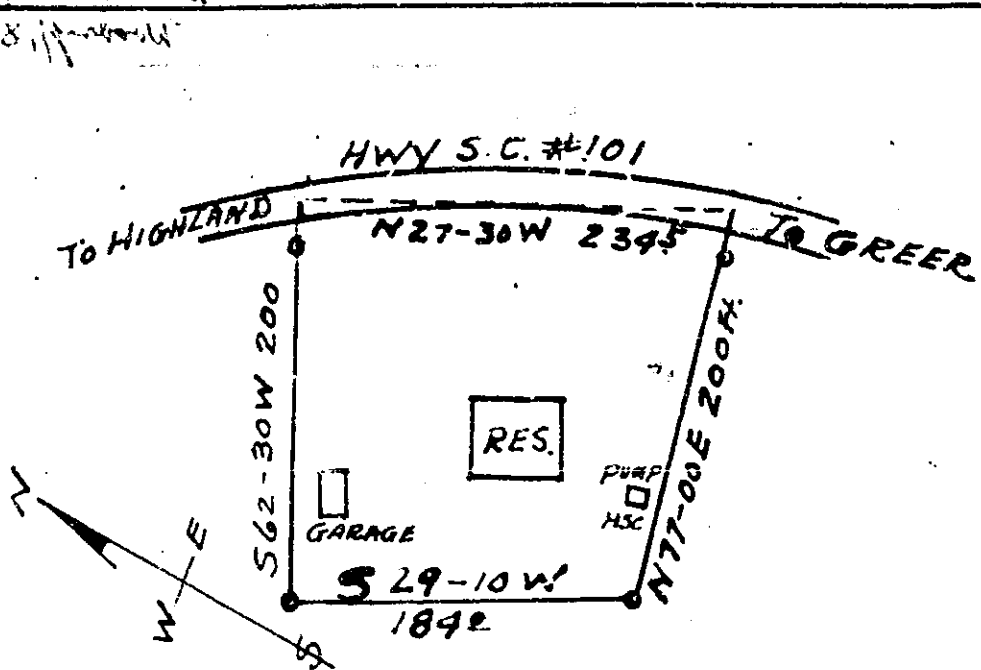 HWY S.C. #101
TO HIGHLAND
TO GREER
N27-30W 234.5
S62-30W 200
N77-00E 200 Ft.
RES.
PUMP
HSC
GARAGE
S 29-10 W
184.2
N
E
W
S